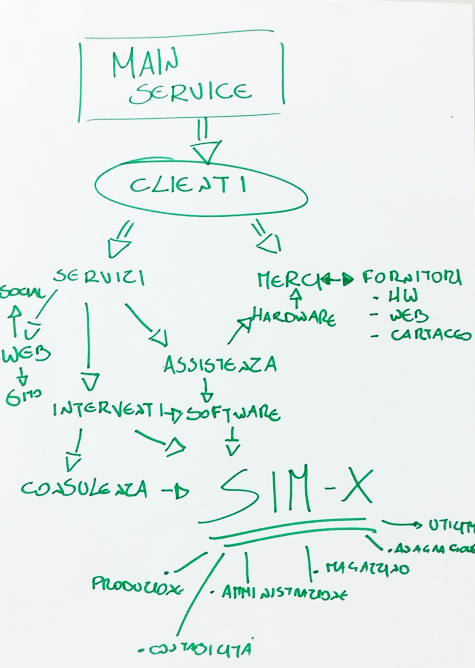 MAIN
SERVICE
CLIENTI
SERVIZI
MERCI
FORNITORI
- HW
- WEB
- CARTACEO
SOCIAL
HARDWARE
WEB
SITO
ASSISTENZA
INTERVENTI
SOFTWARE
CONSULENZA
SIM-X
UTILITY
• ANAGRAFICHE
• MAGAZZINO
PRODUZIONE
• AMMINISTRAZIONE
• CONTABILITÀ